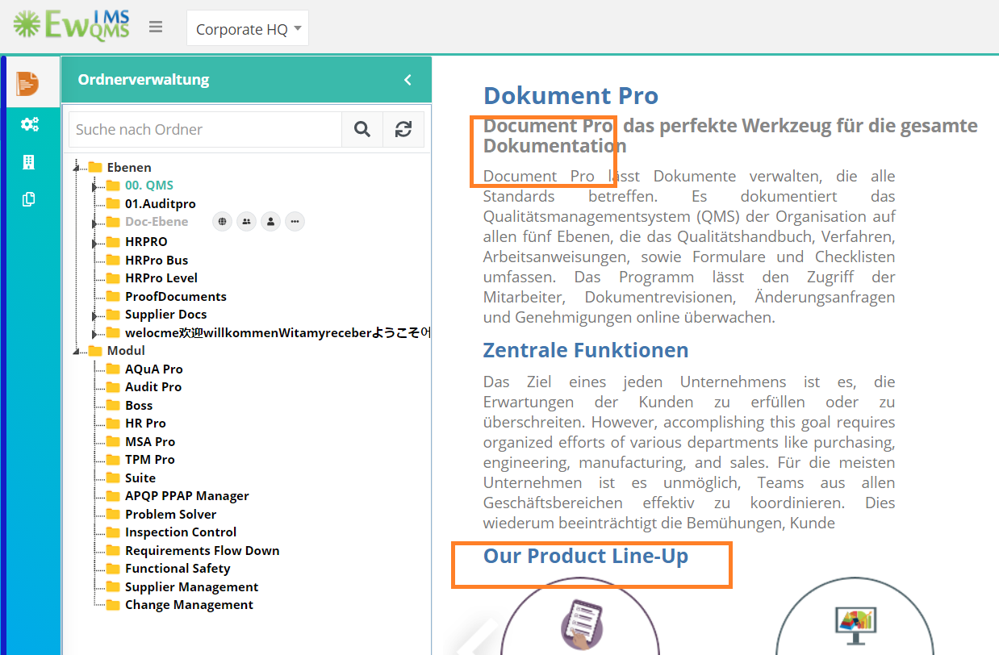 EwIMS
QMS
Corporate HQ
Ordnerverwaltung
Suche nach Ordner
Ebenen
00. QMS
01.Auditpro
Doc-Ebene
HRPRO
HRPro Bus
HRPro Level
ProofDocuments
Supplier Docs
welocme欢迎willkommenWitamyreceberようこそ어
Modul
AQuA Pro
Audit Pro
Boss
HR Pro
MSA Pro
TPM Pro
Suite
APQP PPAP Manager
Problem Solver
Inspection Control
Requirements Flow Down
Functional Safety
Supplier Management
Change Management
Dokument Pro
Document Pro das perfekte Werkzeug für die gesamte
Dokumentation
Document Pro lässt Dokumente verwalten, die alle
Standards betreffen. Es dokumentiert das
Qualitätsmanagementsystem (QMS) der Organisation auf
allen fünf Ebenen, die das Qualitätshandbuch, Verfahren,
Arbeitsanweisungen, sowie Formulare und Checklisten
umfassen. Das Programm lässt den Zugriff der
Mitarbeiter, Dokumentrevisionen, Änderungsanfragen
und Genehmigungen online überwachen.
Zentrale Funktionen
Das Ziel eines jeden Unternehmens ist es, die
Erwartungen der Kunden zu erfüllen oder zu
überschreiten. However, accomplishing this goal requires
organized efforts of various departments like purchasing,
engineering, manufacturing, and sales. Für die meisten
Unternehmen ist es unmöglich, Teams aus allen
Geschäftsbereichen effektiv zu koordinieren. Dies
wiederum beeinträchtigt die Bemühungen, Kunde
Our Product Line-Up